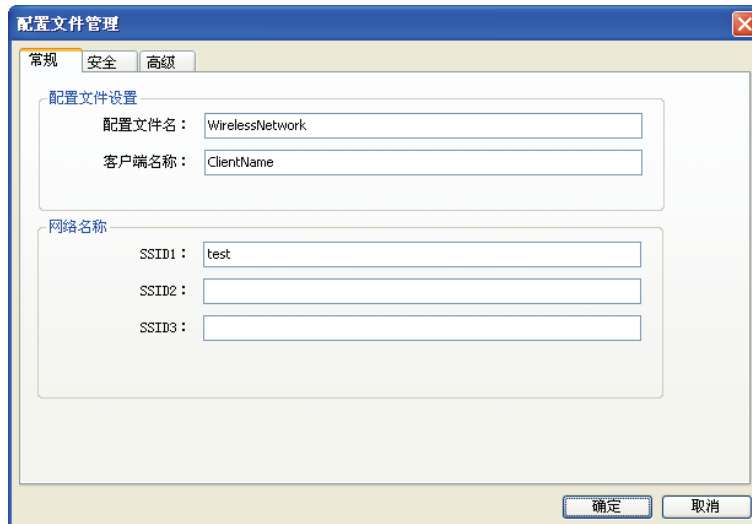 配置文件管理
常规 安全 高级
配置文件设置
配置文件名： WirelessNetwork
客户端名称： ClientName
网络名称
SSID1： test
SSID2：
SSID3：
确定 取消